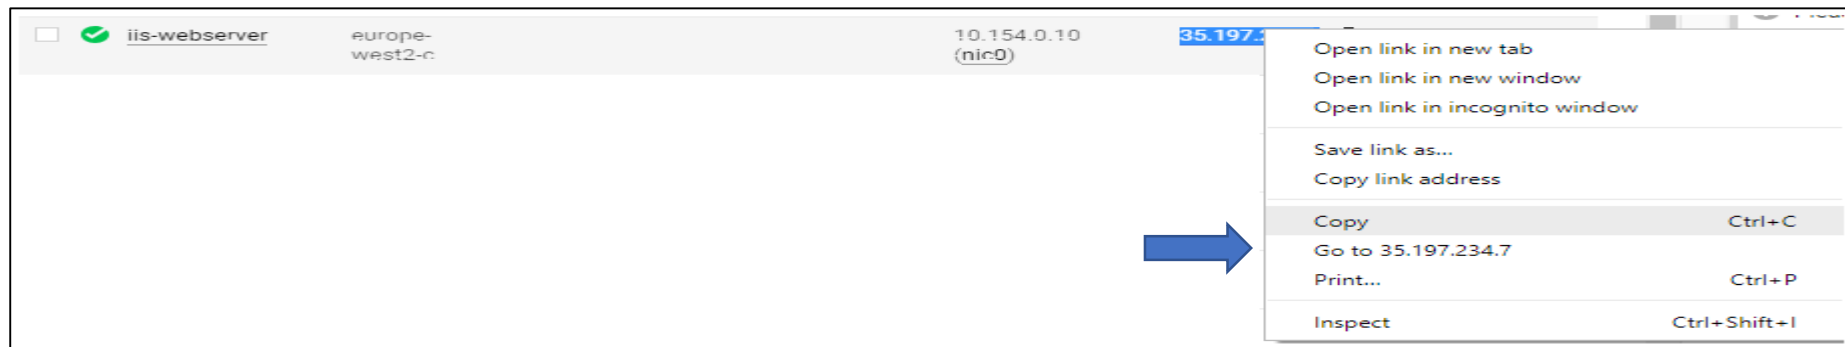 iis-webserver
europe-
west2-c
10.154.0.10
(nic0)
35.197.
Open link in new tab
Open link in new window
Open link in incognito window
Save link as...
Copy link address
Copy Ctrl+C
Go to 35.197.234.7
Print... Ctrl+P
Inspect Ctrl+Shift+I